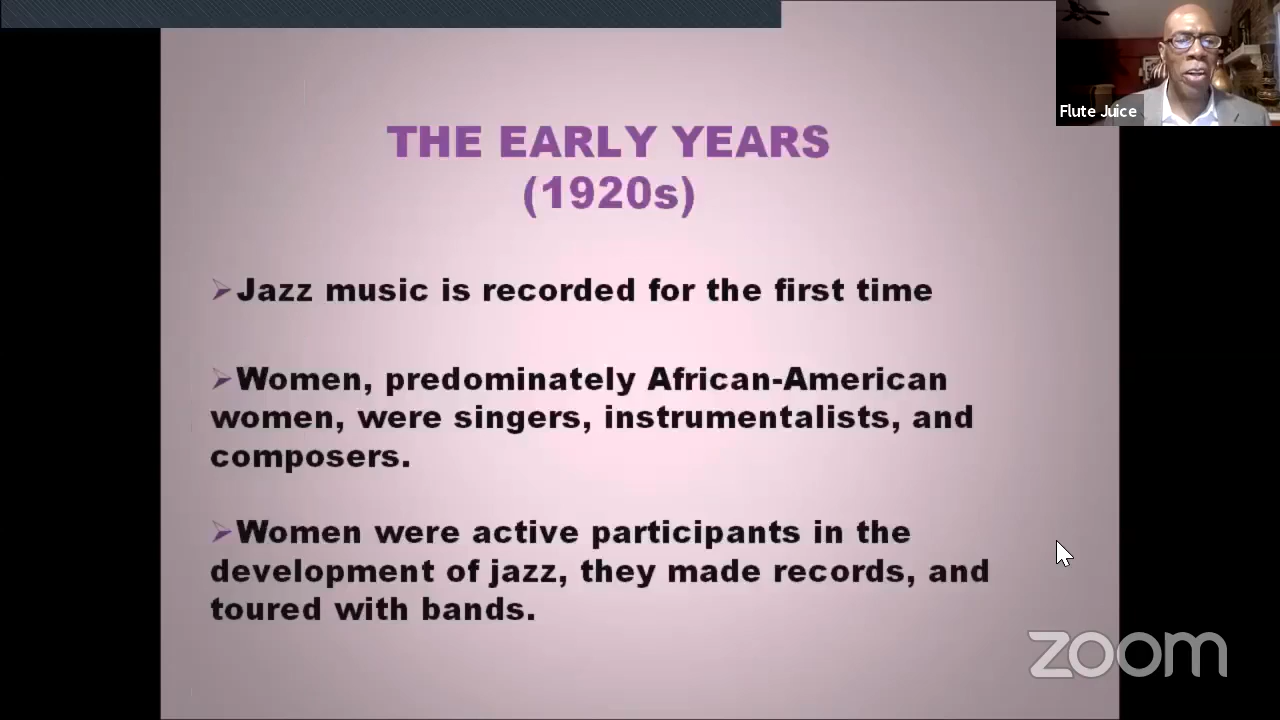 Flute Juice
THE EARLY YEARS
(1920s)
➢Jazz music is recorded for the first time
➢Women, predominately African-American
women, were singers, instrumentalists, and
composers.
➢Women were active participants in the
development of jazz, they made records, and
toured with bands.
zoom